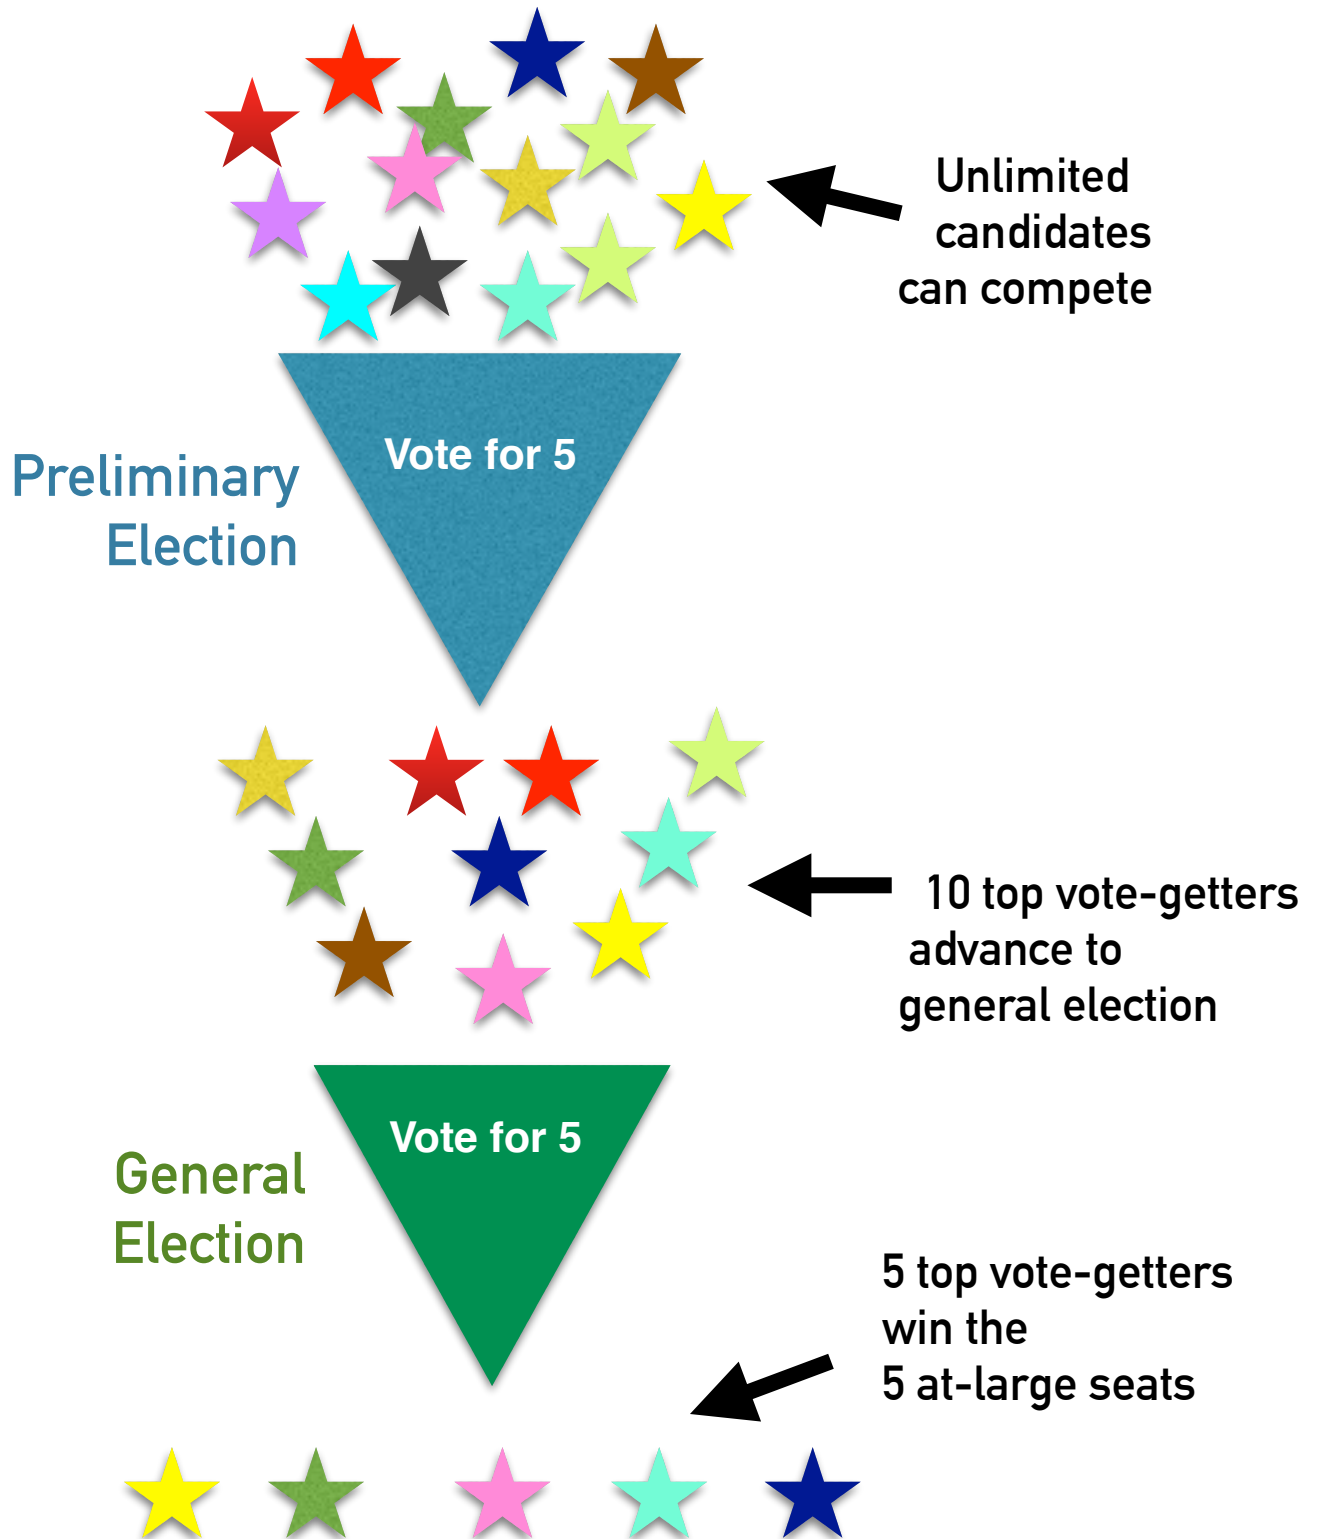 Unlimited
candidates
can compete
Vote for 5
Preliminary
Election
10 top vote-getters
advance to
general election
Vote for 5
General
Election
5 top vote-getters
win the
5 at-large seats